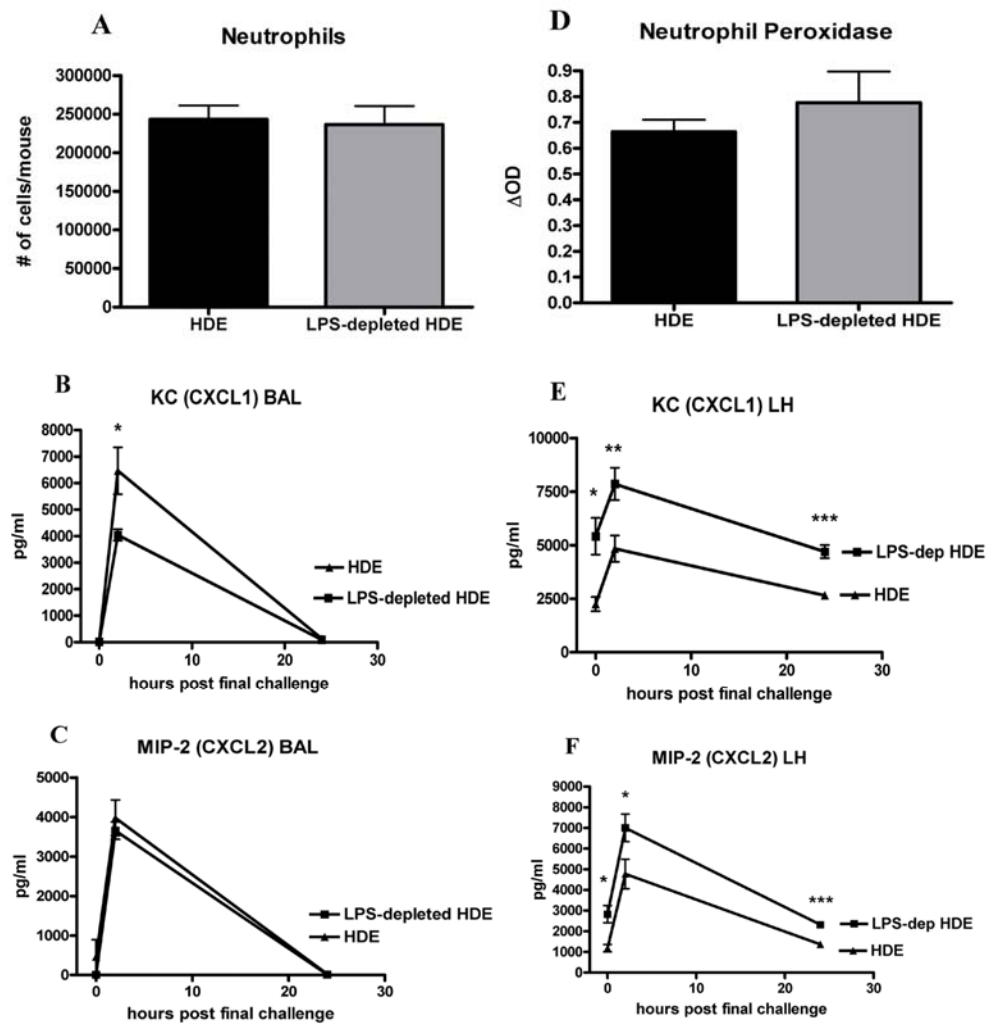 A
Neutrophils
# of cells/mouse
300000
250000
200000
150000
100000
50000
0
HDE
LPS-depleted HDE
D
Neutrophil Peroxidase
ΔOD
0.9
0.8
0.7
0.6
0.5
0.4
0.3
0.2
0.1
0.0
HDE
LPS-depleted HDE
B
KC (CXCL1) BAL
pg/ml
8000
7000
6000
5000
4000
3000
2000
1000
0
*
HDE
LPS-depleted HDE
0 10 20 30
hours post final challenge
E
KC (CXCL1) LH
pg/ml
10000
7500
5000
2500
0
*
**
***
LPS-dep HDE
HDE
0 10 20 30
hours post final challenge
C
MIP-2 (CXCL2) BAL
pg/ml
5000
4000
3000
2000
1000
0
LPS-depleted HDE
HDE
0 10 20 30
hours post final challenge
F
MIP-2 (CXCL2) LH
pg/ml
9000
8000
7000
6000
5000
4000
3000
2000
1000
0
*
*
***
LPS-dep HDE
HDE
0 10 20 30
hours post final challenge